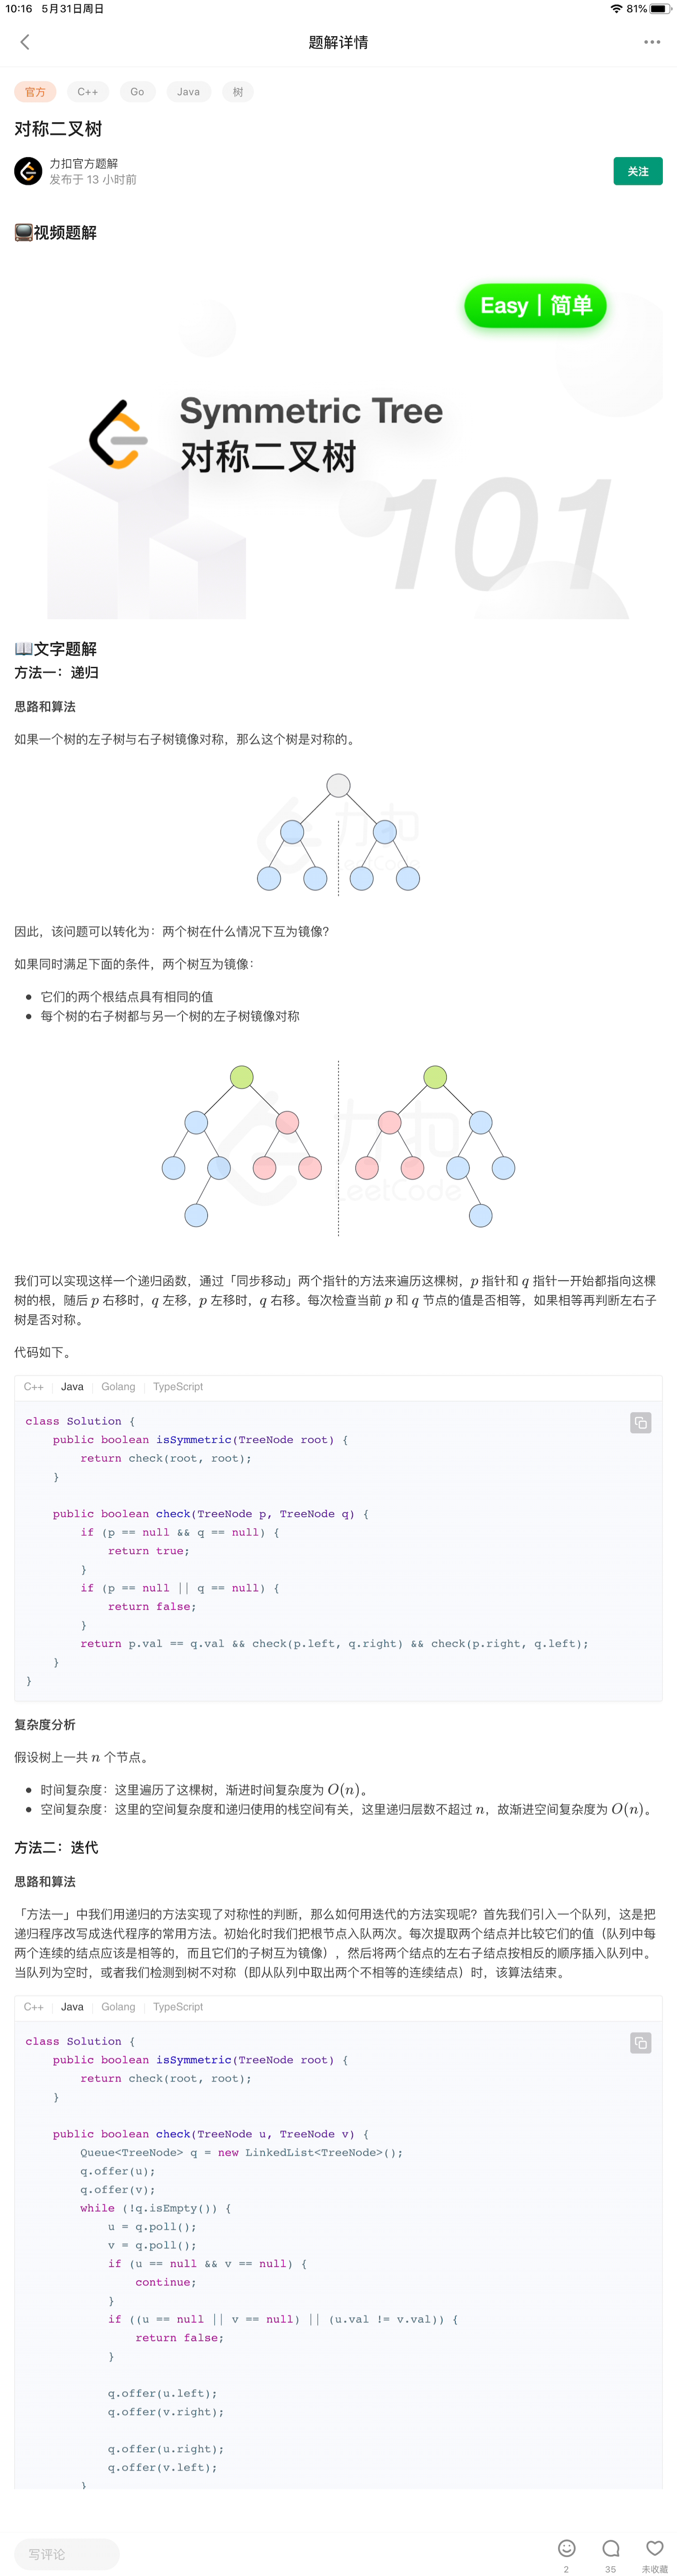 10:16 5月31日周日
81%
题解详情
官方 C++ Go Java 树
对称二叉树
力扣官方题解
发布于 13 小时前
关注
📺视频题解
Easy | 简单
Symmetric Tree
对称二叉树
101
📖文字题解
方法一：递归
思路和算法
如果一个树的左子树与右子树镜像对称，那么这个树是对称的。
力扣
LeetCode
因此，该问题可以转化为：两个树在什么情况下互为镜像？
如果同时满足下面的条件，两个树互为镜像：
• 它们的两个根结点具有相同的值
• 每个树的右子树都与另一个树的左子树镜像对称
力扣
LeetCode
我们可以实现这样一个递归函数，通过「同步移动」两个指针的方法来遍历这棵树，p 指针和 q 指针一开始都指向这棵
树的根，随后 p 右移时，q 左移，p 左移时，q 右移。每次检查当前 p 和 q 节点的值是否相等，如果相等再判断左右子
树是否对称。
代码如下。
C++ Java Golang TypeScript
class Solution {
    public boolean isSymmetric(TreeNode root) {
        return check(root, root);
    }

    public boolean check(TreeNode p, TreeNode q) {
        if (p == null && q == null) {
            return true;
        }
        if (p == null || q == null) {
            return false;
        }
        return p.val == q.val && check(p.left, q.right) && check(p.right, q.left);
    }
}
复杂度分析
假设树上一共 n 个节点。
• 时间复杂度：这里遍历了这棵树，渐进时间复杂度为 O(n)。
• 空间复杂度：这里的空间复杂度和递归使用的栈空间有关，这里递归层数不超过 n，故渐进空间复杂度为 O(n)。
方法二：迭代
思路和算法
「方法一」中我们用递归的方法实现了对称性的判断，那么如何用迭代的方法实现呢？首先我们引入一个队列，这是把
递归程序改写成迭代程序的常用方法。初始化时我们把根节点入队两次。每次提取两个结点并比较它们的值（队列中每
两个连续的结点应该是相等的，而且它们的子树互为镜像），然后将两个结点的左右子结点按相反的顺序插入队列中。
当队列为空时，或者我们检测到树不对称（即从队列中取出两个不相等的连续结点）时，该算法结束。
C++ Java Golang TypeScript
class Solution {
    public boolean isSymmetric(TreeNode root) {
        return check(root, root);
    }

    public boolean check(TreeNode u, TreeNode v) {
        Queue<TreeNode> q = new LinkedList<TreeNode>();
        q.offer(u);
        q.offer(v);
        while (!q.isEmpty()) {
            u = q.poll();
            v = q.poll();
            if (u == null && v == null) {
                continue;
            }
            if ((u == null || v == null) || (u.val != v.val)) {
                return false;
            }

            q.offer(u.left);
            q.offer(v.right);

            q.offer(u.right);
            q.offer(v.left);
        }
写评论
2 35 未收藏